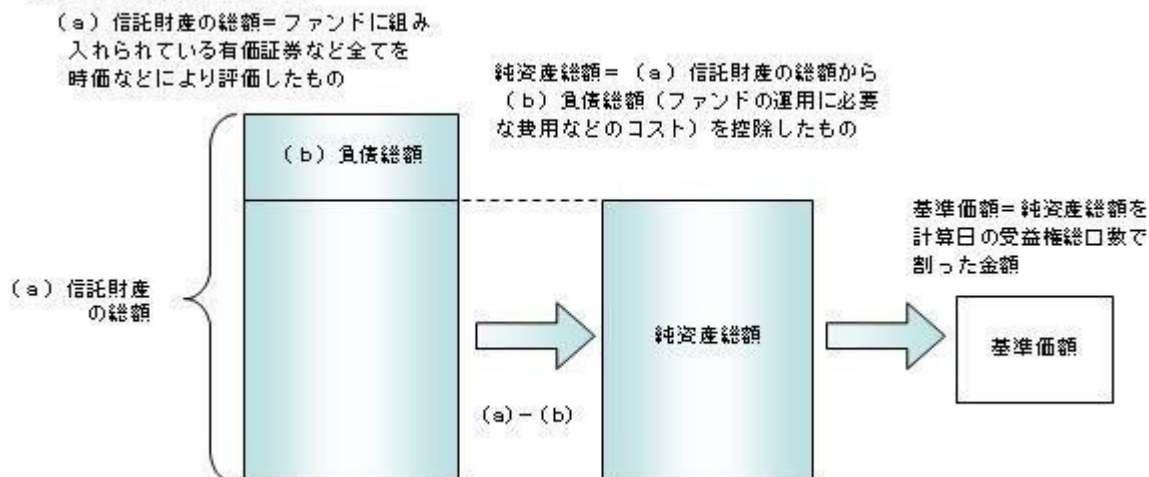 (a)信託財産の総額=ファンドに組み
入れられている有価証券など全てを
時価などにより評価したもの
純資産総額=(a)信託財産の総額から
(b)負債総額(ファンドの運用に必要
な費用などのコスト)を控除したもの
(b)負債総額
基準価額=純資産総額を
計算日の受益権総口数で
割った金額
(a)信託財産
の総額
純資産総額
基準価額
(a)-(b)